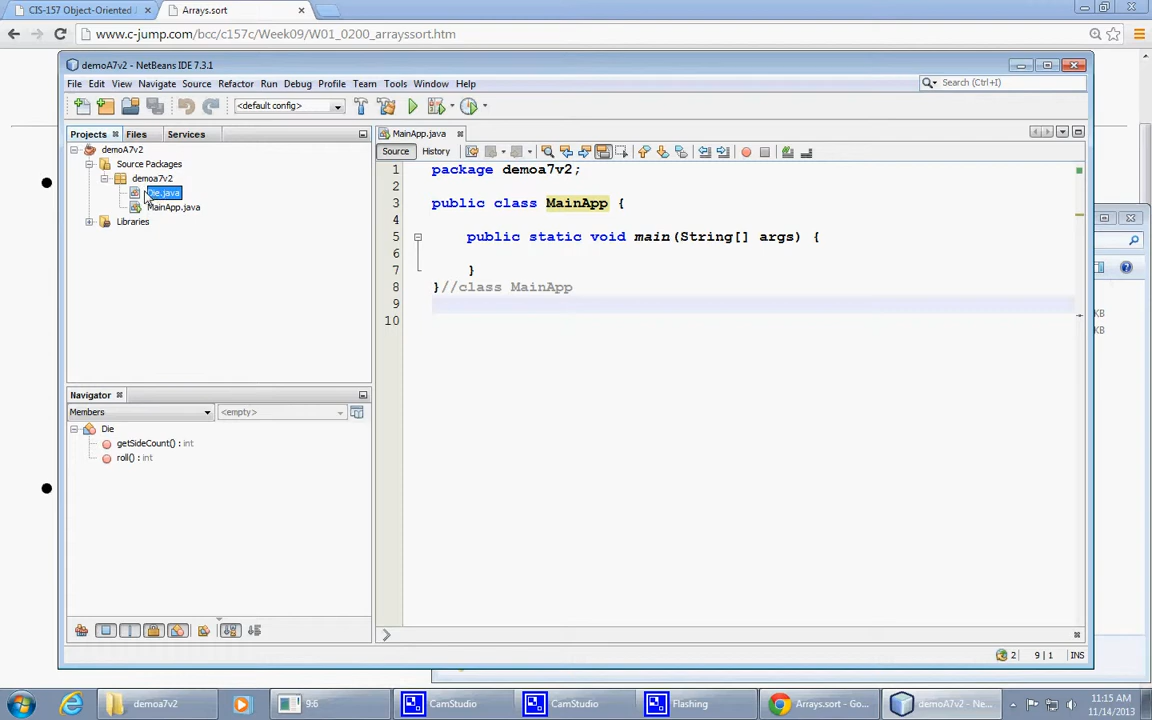 CIS-157 Object-Oriented
Arrays.sort
www.c-jump.com/bcc/c157c/Week09/W01_0200_arrayssort.htm
demoA7v2 - NetBeans IDE 7.3.1
File Edit View Navigate Source Refactor Run Debug Profile Team Tools Window Help
Search (Ctrl+I)
<default config>
Projects Files Services
MainApp.java
demoA7v2
Source Packages
demoa7v2
Die.java
MainApp.java
Libraries
Source History
1 package demoa7v2;
2
3 public class MainApp {
4
5 public static void main(String[] args) {
6
7 }
8 }//class MainApp
9
10
KB
KB
Navigator
Members
<empty>
Die
getSideCount() : int
roll() : int
2
9 | 1
INS
demoa7v2
9:6
CamStudio
CamStudio
Flashing
Arrays.sort - Go...
demoA7v2 - Ne...
11:15 AM
11/14/2013